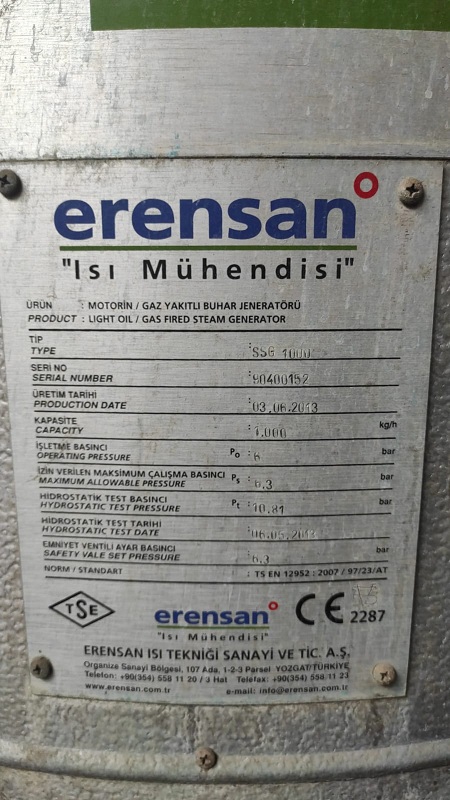 erensan
"Isı Mühendisi"
ÜRÜN : MOTORİN / GAZ YAKITLI BUHAR JENERATÖRÜ
PRODUCT : LIGHT OIL / GAS FIRED STEAM GENERATOR
TİP
TYPE : SSG 1000
SERİ NO
SERIAL NUMBER : 90400152
ÜRETİM TARİHİ
PRODUCTION DATE : 03.06.2013
KAPASİTE kg/h
CAPACITY : 1.000
İŞLETME BASINCI
OPERATING PRESSURE Po : 6 bar
İZİN VERİLEN MAKSİMUM ÇALIŞMA BASINCI
MAXIMUM ALLOWABLE PRESSURE Ps : 6,3 bar
HİDROSTATİK TEST BASINCI
HYDROSTATIC TEST PRESSURE Pt : 10,81 bar
HİDROSTATİK TEST TARİHİ
HYDROSTATIC TEST DATE : 2013
EMNİYET VENTİLİ AYAR BASINCI
SAFETY VALE SET PRESSURE : 6,3 bar
NORM / STANDART : TS EN 12952 : 2007 / 97/23/AT
TSE erensan CE 2287
"Isı Mühendisi"
ERENSAN ISI TEKNİĞİ SANAYİ VE TİC. A.Ş.
Organize Sanayi Bölgesi, 107 Ada, 1-2-3 Parsel YOZGAT/TÜRKİYE
Telefon: +90(354) 558 11 20 / 3 Hat Telefax: +90(354) 558 11 23
www.erensan.com.tr e-mail: info@erensan.com.tr